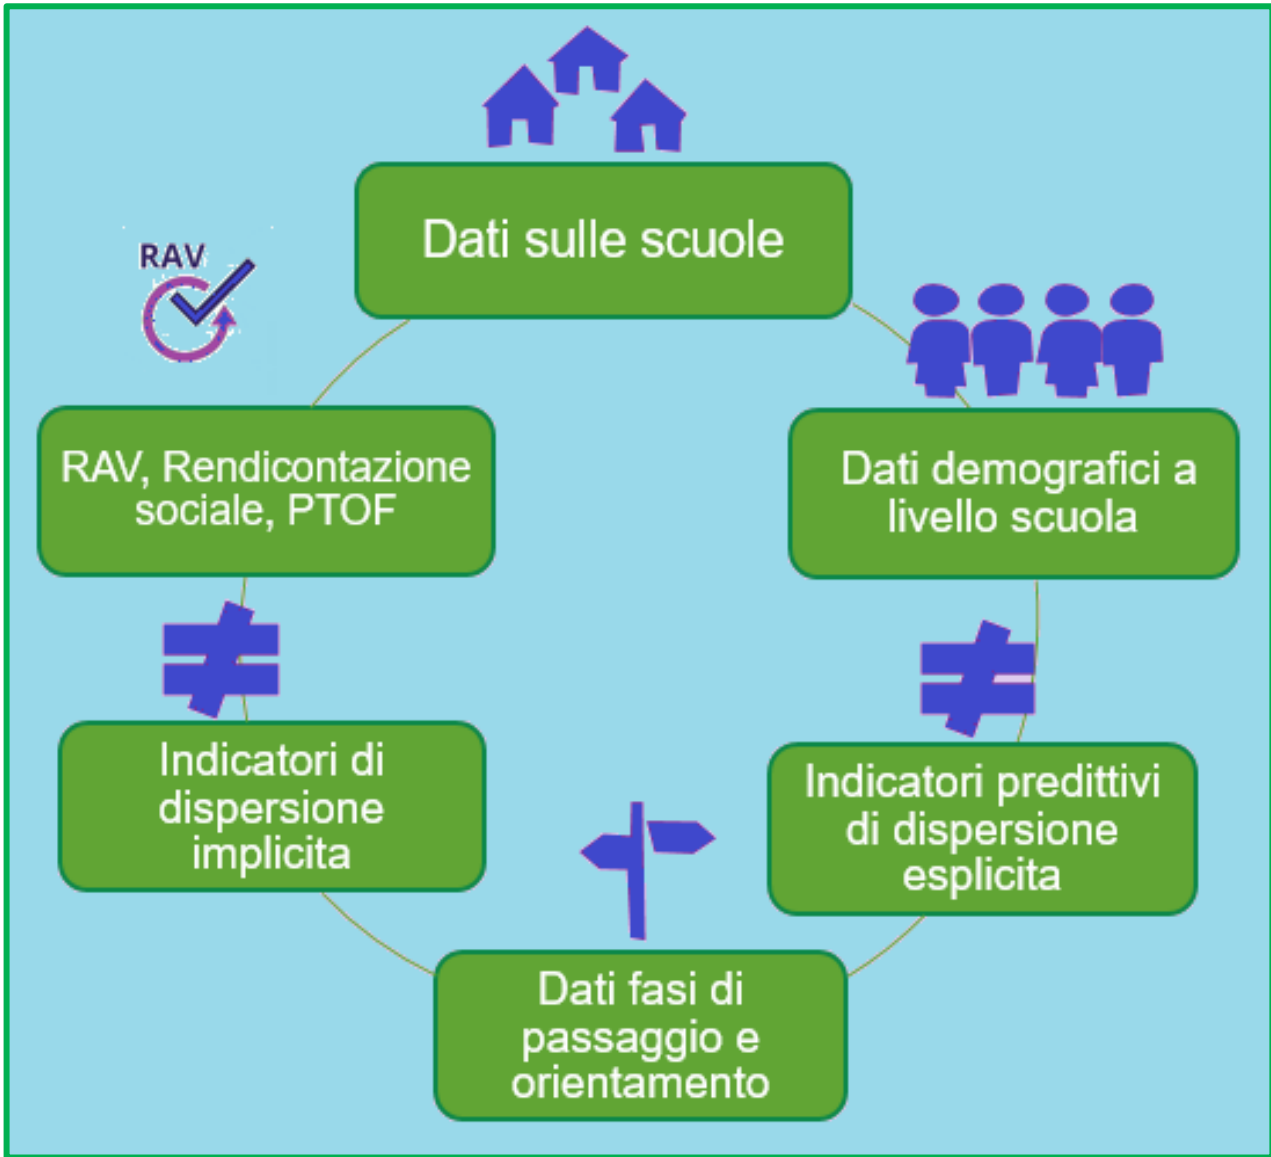 Dati sulle scuole
RAV
RAV, Rendicontazione
sociale, PTOF
Dati demografici a
livello scuola
Indicatori di
dispersione
implicita
Indicatori predittivi
di dispersione
esplicita
Dati fasi di
passaggio e
orientamento